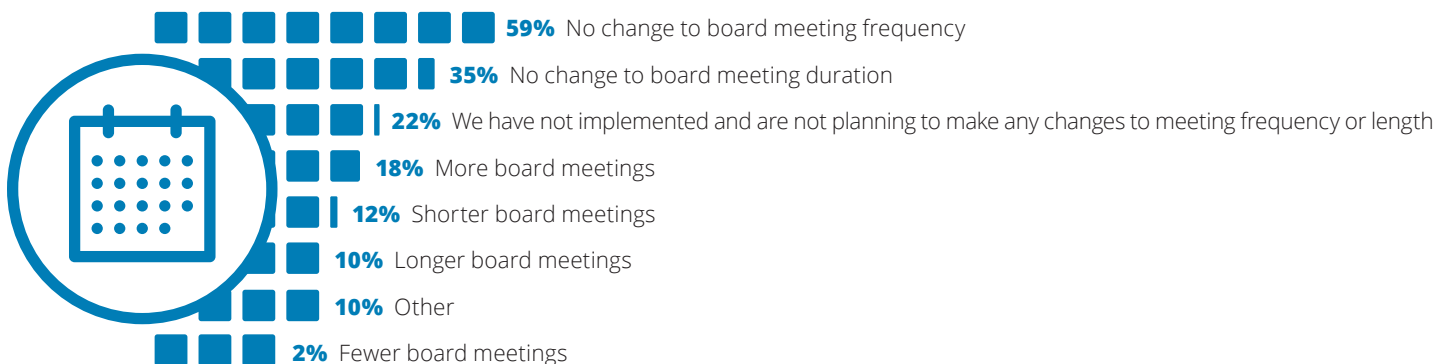 59% No change to board meeting frequency
35% No change to board meeting duration
22% We have not implemented and are not planning to make any changes to meeting frequency or length
18% More board meetings
12% Shorter board meetings
10% Longer board meetings
10% Other
2% Fewer board meetings